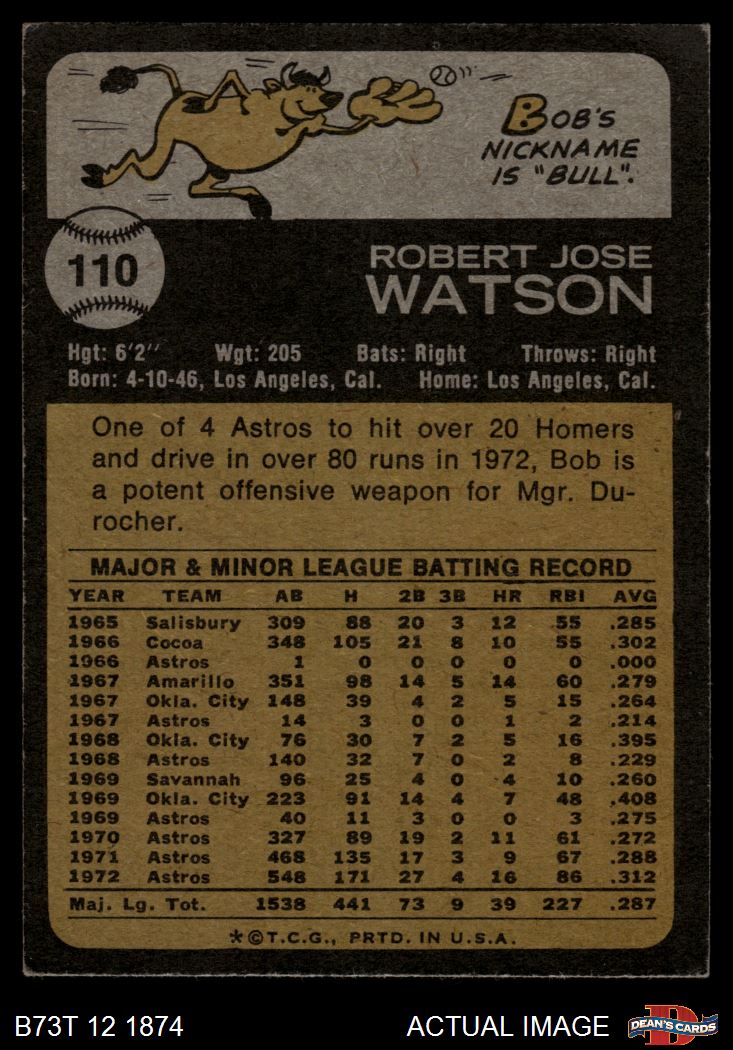 BOB'S
NICKNAME
IS "BULL".
110
ROBERT JOSE
WATSON
Hgt: 6'2" Wgt: 205 Bats: Right Throws: Right
Born: 4-10-46, Los Angeles, Cal. Home: Los Angeles, Cal.
One of 4 Astros to hit over 20 Homers
and drive in over 80 runs in 1972, Bob is
a potent offensive weapon for Mgr. Du-
rocher.
MAJOR & MINOR LEAGUE BATTING RECORD
YEAR TEAM AB H 2B 3B HR RBI AVG
1965 Salisbury 309 88 20 3 12 55 .285
1966 Cocoa 348 105 21 8 10 55 .302
1966 Astros 1 0 0 0 0 0 .000
1967 Amarillo 351 98 14 5 14 60 .279
1967 Okla. City 148 39 4 2 5 15 .264
1967 Astros 14 3 0 0 1 2 .214
1968 Okla. City 76 30 7 2 5 16 .395
1968 Astros 140 32 7 0 2 8 .229
1969 Savannah 96 25 4 0 4 10 .260
1969 Okla. City 223 91 14 4 7 48 .408
1969 Astros 40 11 3 0 0 3 .275
1970 Astros 327 89 19 2 11 61 .272
1971 Astros 468 135 17 3 9 67 .288
1972 Astros 548 171 27 4 16 86 .312
Maj. Lg. Tot. 1538 441 73 9 39 227 .287
*©T.C.G., PRTD. IN U.S.A.
B73T 12 1874 ACTUAL IMAGE DEAN'S CARDS